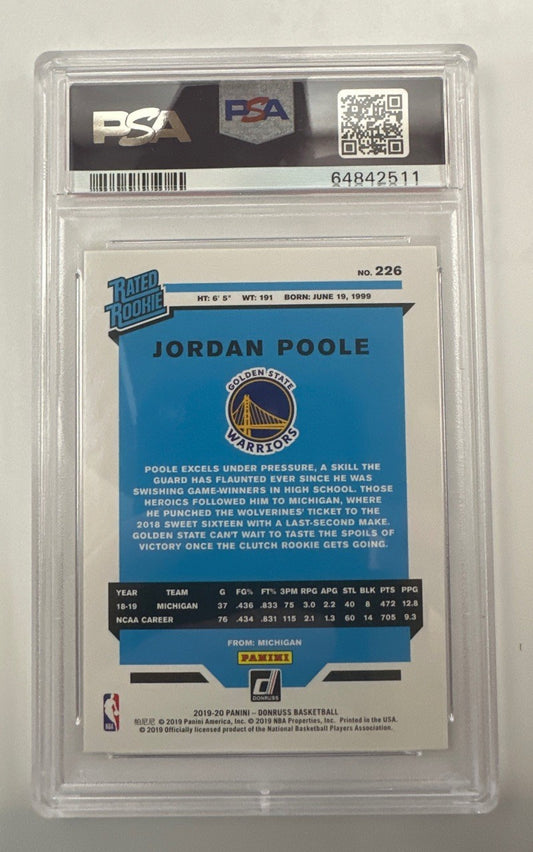 PSA
PSA
64842511
RATED
ROOKIE
NO. 226
HT: 6' 5" WT: 191 BORN: JUNE 19, 1999
JORDAN POOLE
GOLDEN STATE
WARRIORS
POOLE EXCELS UNDER PRESSURE, A SKILL THE
GUARD HAS FLAUNTED EVER SINCE HE WAS
SWISHING GAME-WINNERS IN HIGH SCHOOL. THOSE
HEROICS FOLLOWED HIM TO MICHIGAN, WHERE
HE PUNCHED THE WOLVERINES' TICKET TO THE
2018 SWEET SIXTEEN WITH A LAST-SECOND MAKE.
GOLDEN STATE CAN'T WAIT TO TASTE THE SPOILS OF
VICTORY ONCE THE CLUTCH ROOKIE GETS GOING.
YEAR TEAM G FG% FT% 3PM RPG APG STL BLK PTS PPG
18-19 MICHIGAN 37 .436 .833 75 3.0 2.2 40 8 472 12.8
NCAA CAREER 76 .434 .831 115 2.1 1.3 60 14 705 9.3
FROM: MICHIGAN
PANINI
DONRUSS
NBA
2019-20 PANINI – DONRUSS BASKETBALL
帕尼尼 © 2019 Panini America, Inc. © 2019 NBA Properties, Inc. Printed in the USA.
© 2019 Officially licensed product of the National Basketball Players Association.